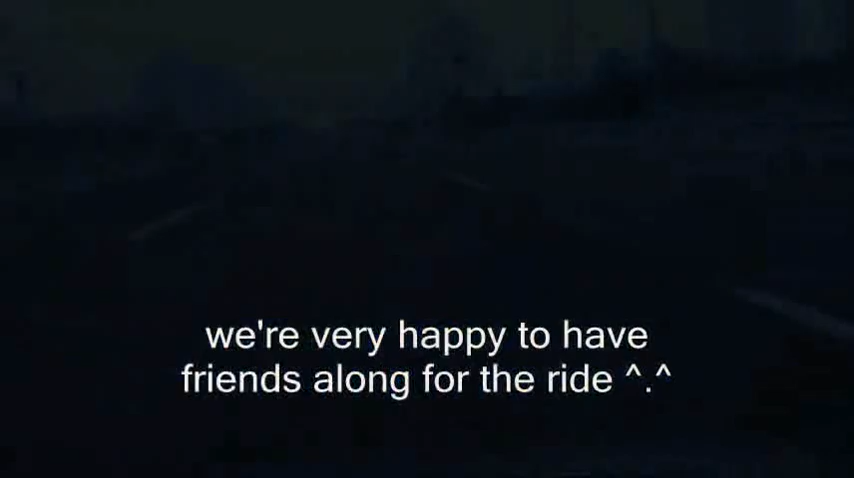 we're very happy to have
friends along for the ride ^.^